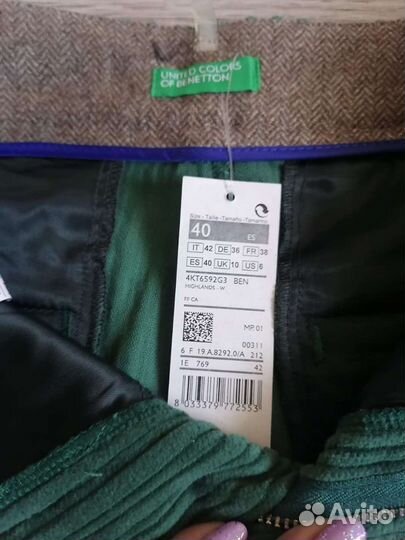 UNITED COLORS
OF BENETTON
Size - Taille - Tamaño - Tamanho
40 ES
IT 42 DE 36 FR 38
ES 40 UK 10 US 6
4KT6592G3 BEN
HIGHLANDS - W
MP. 01
00311
6 F 19.A.8292.0/A 212
1E 769 42
8 033379 772553
Avito